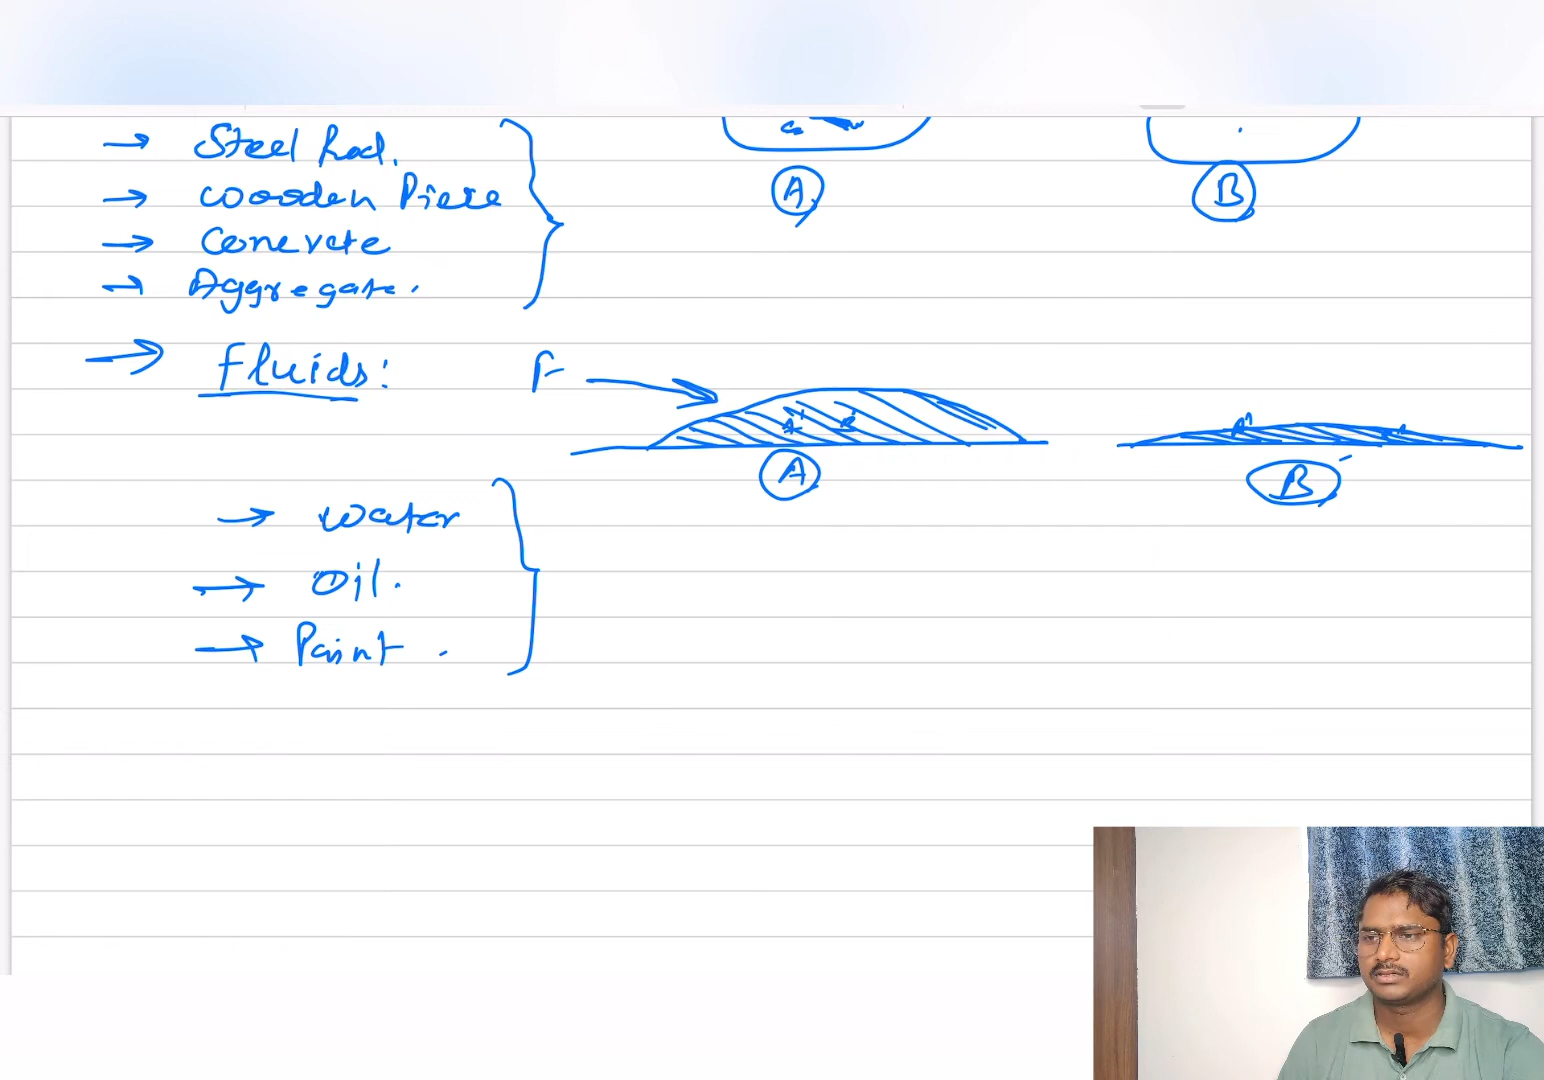 → Steel Rod.
→ Wooden Piece
→ Concrete
→ Aggregate.
A
B
→ Fluids:
F
A
B
→ Water
→ Oil.
→ Paint.